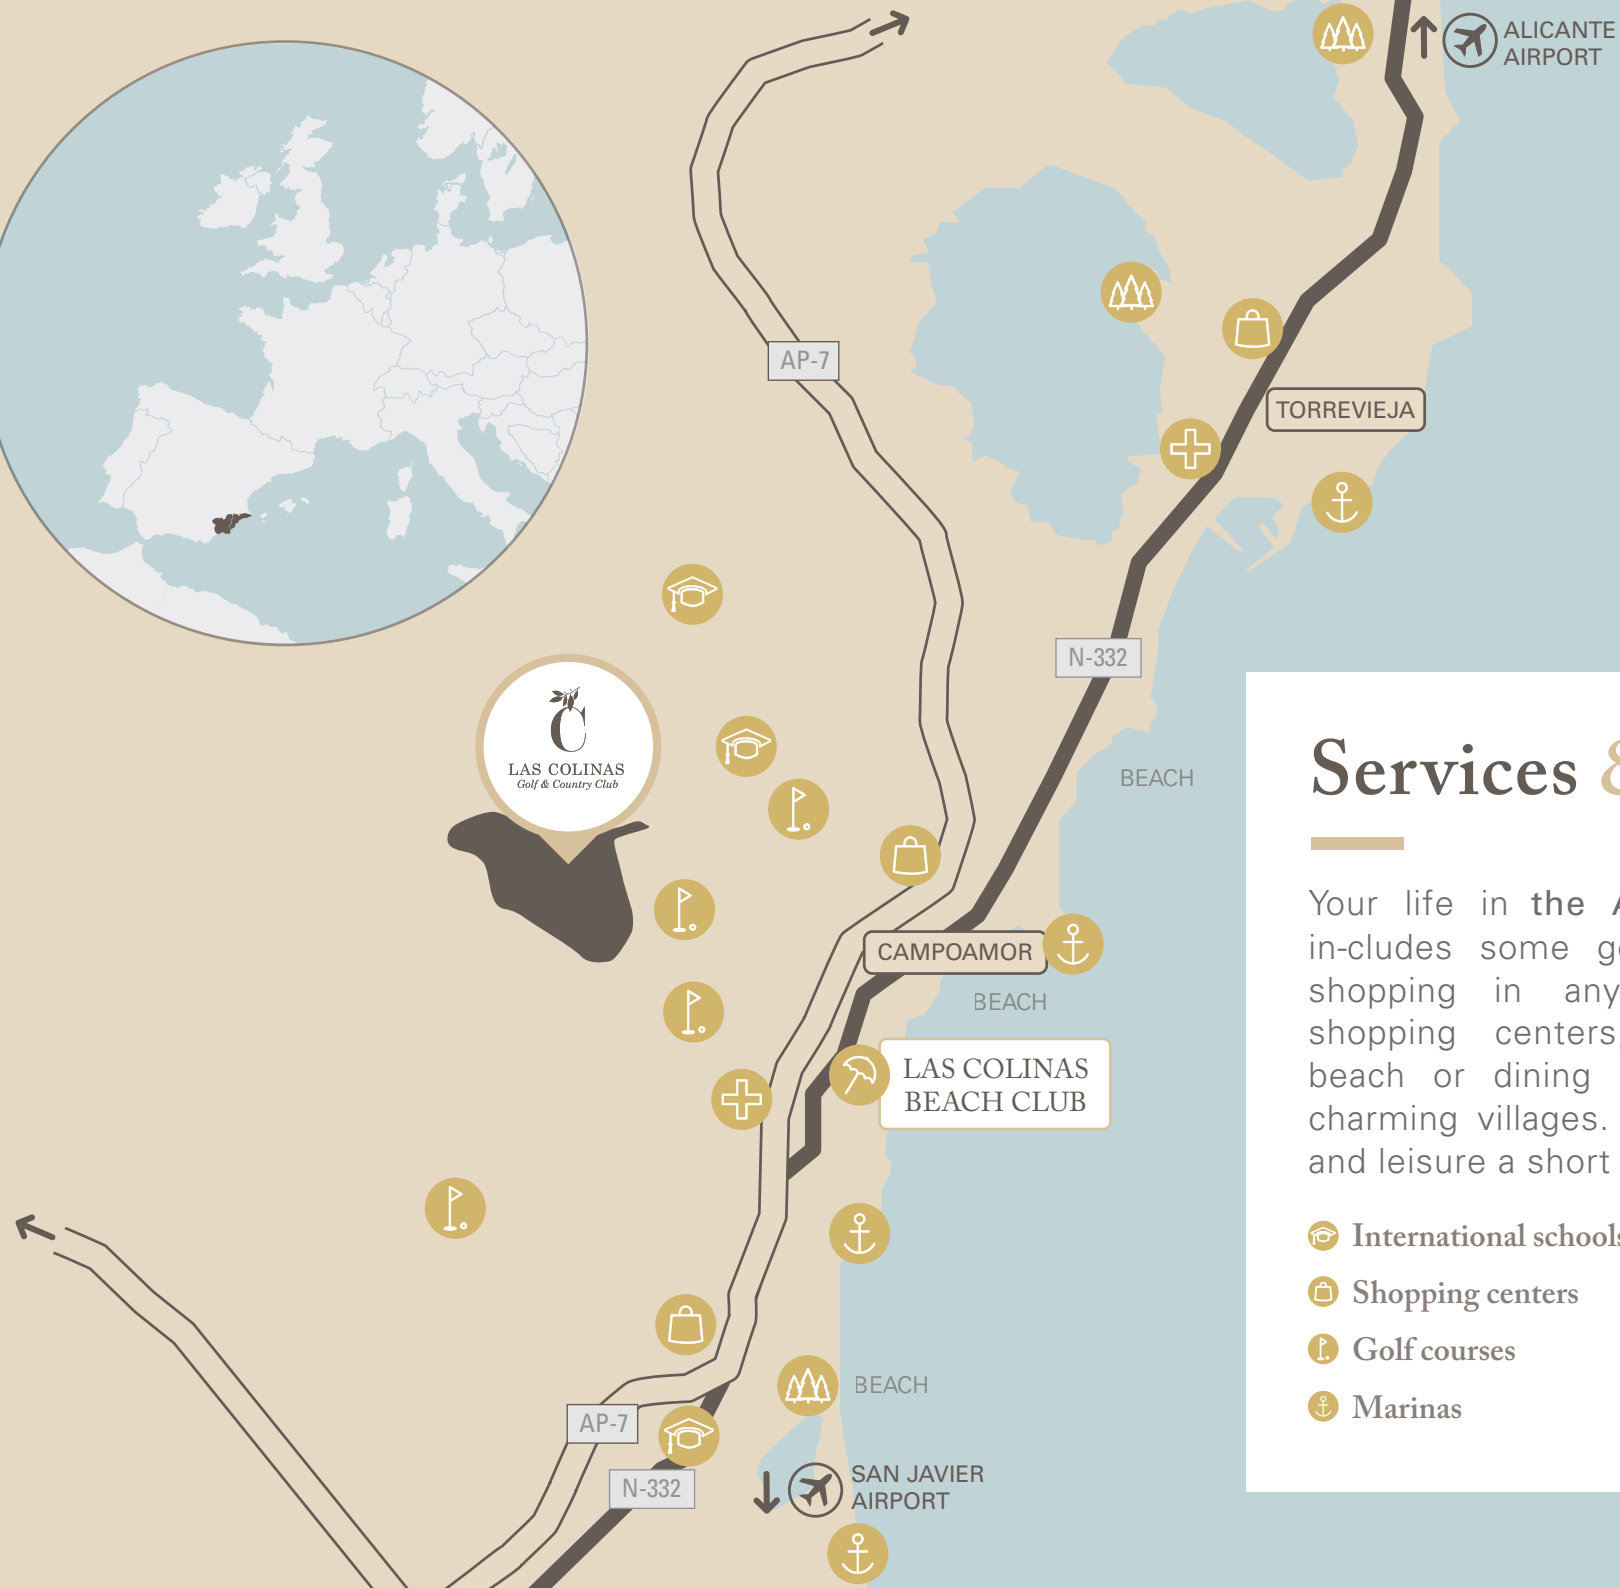 ALICANTE
AIRPORT
AP-7
TORREVIEJA
N-332
C
LAS COLINAS
Golf & Country Club
BEACH
CAMPOAMOR
BEACH
LAS COLINAS
BEACH CLUB
BEACH
AP-7
N-332
SAN JAVIER
AIRPORT
Services &
Your life in the A
in-cludes some go
shopping in any
shopping centers,
beach or dining
charming villages.
and leisure a short
International schools
Shopping centers
Golf courses
Marinas